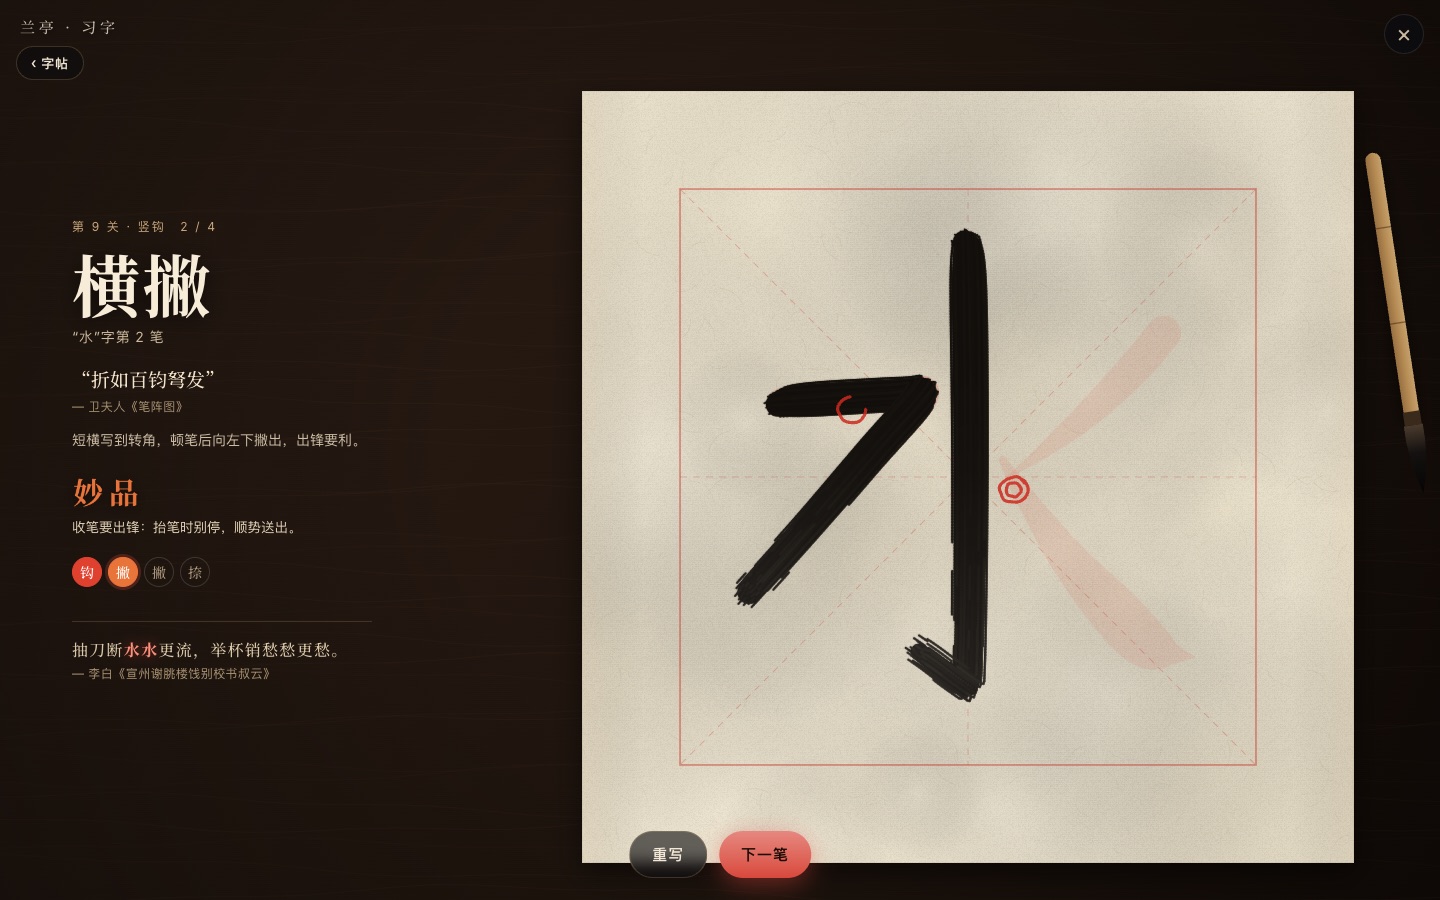 兰亭 · 习字
‹ 字帖
×
第 9 关 · 竖钩 2 / 4
横撇
“水”字第 2 笔
“折如百钧弩发”
— 卫夫人《笔阵图》
短横写到转角，顿笔后向左下撇出，出锋要利。
妙品
收笔要出锋：抬笔时别停，顺势送出。
钩 撇 撇 捺
抽刀断水水更流，举杯销愁愁更愁。
— 李白《宣州谢朓楼饯别校书叔云》
水
重写 下一笔